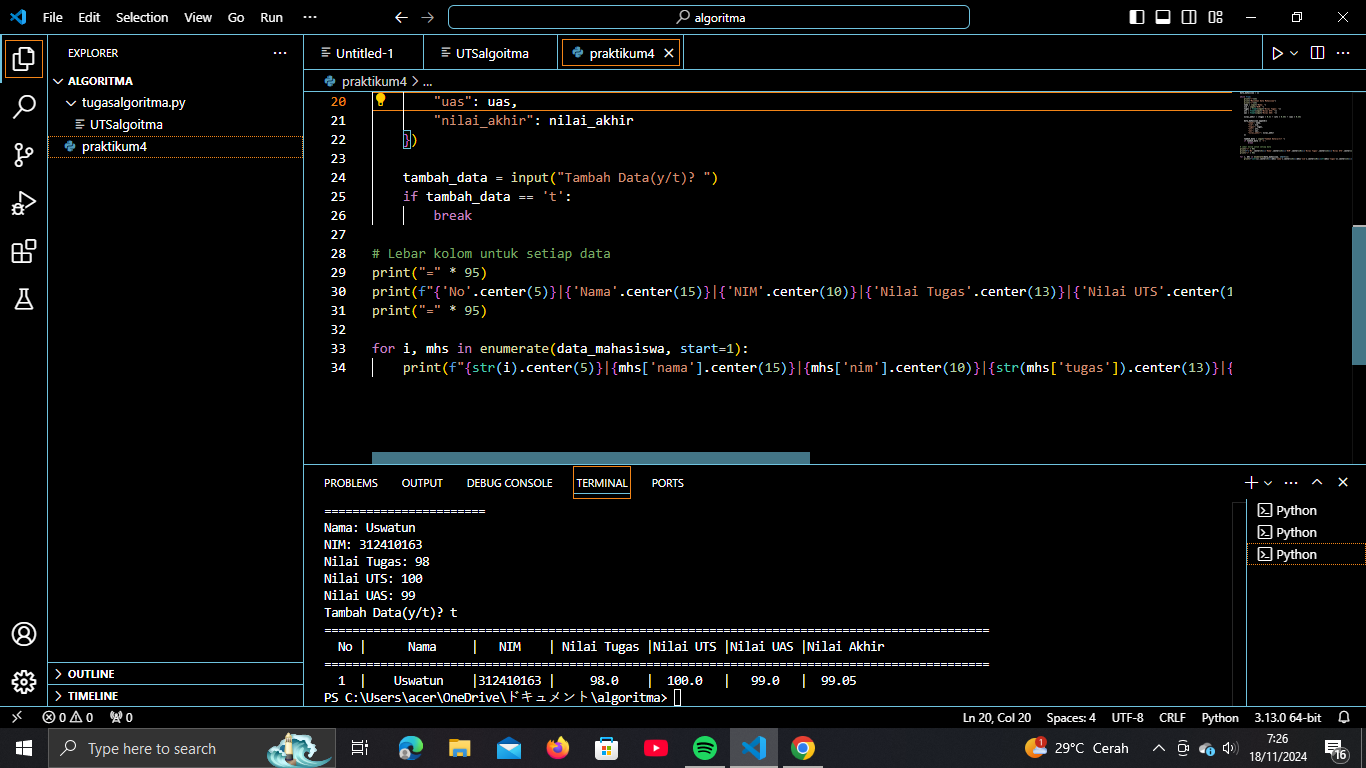 File Edit Selection View Go Run ··· algoritma
EXPLORER ···
ALGORITMA
tugasalgoritma.py
UTSalgoitma
praktikum4
OUTLINE
TIMELINE
Untitled-1 UTSalgoitma praktikum4
praktikum4 > ...
20 "uas": uas,
21 "nilai_akhir": nilai_akhir
22 })
23
24 tambah_data = input("Tambah Data(y/t)? ")
25 if tambah_data == 't':
26 break
27
28 # Lebar kolom untuk setiap data
29 print("=" * 95)
30 print(f"{'No'.center(5)}|{'Nama'.center(15)}|{'NIM'.center(10)}|{'Nilai Tugas'.center(13)}|{'Nilai UTS'.center(1
31 print("=" * 95)
32
33 for i, mhs in enumerate(data_mahasiswa, start=1):
34 print(f"{str(i).center(5)}|{mhs['nama'].center(15)}|{mhs['nim'].center(10)}|{str(mhs['tugas']).center(13)}|{
PROBLEMS OUTPUT DEBUG CONSOLE TERMINAL PORTS
=======================
Nama: Uswatun
NIM: 312410163
Nilai Tugas: 98
Nilai UTS: 100
Nilai UAS: 99
Tambah Data(y/t)? t
===============================================================================================
No | Nama | NIM | Nilai Tugas |Nilai UTS |Nilai UAS |Nilai Akhir
===============================================================================================
1 | Uswatun |312410163 | 98.0 | 100.0 | 99.0 | 99.05
PS C:\Users\acer\OneDrive\ドキュメント\algoritma>
Python
Python
Python
0 0 0 Ln 20, Col 20 Spaces: 4 UTF-8 CRLF Python 3.13.0 64-bit
Type here to search 1 29°C Cerah 7:26
18/11/2024 16